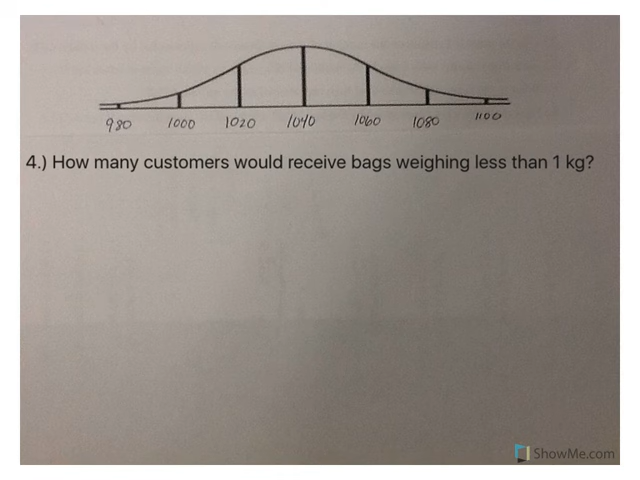 980 1000 1020 1040 1060 1080 1100
4.) How many customers would receive bags weighing less than 1 kg?
ShowMe.com